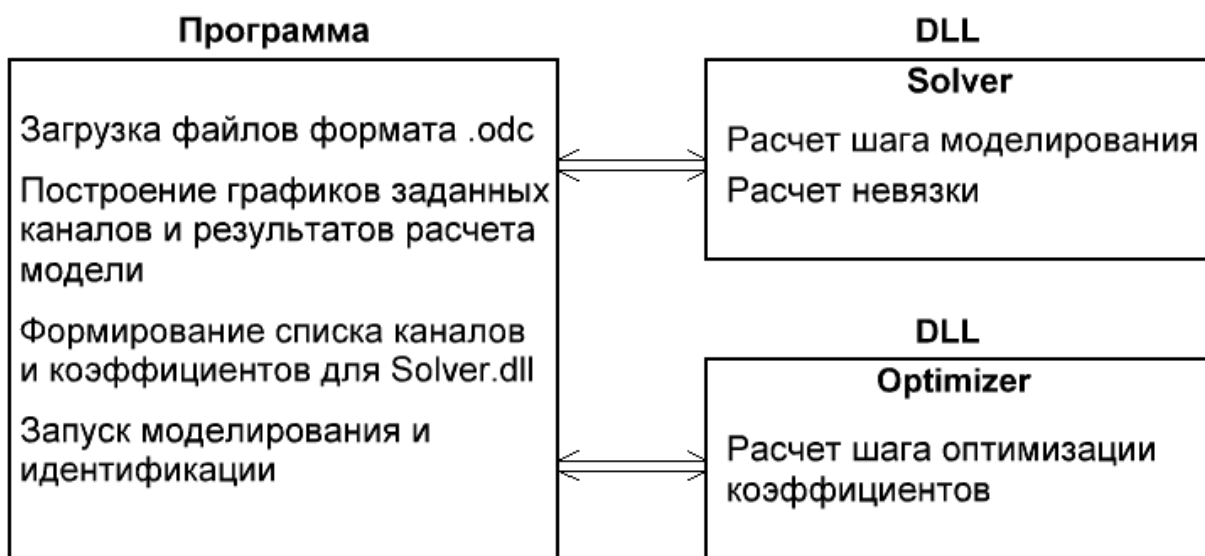 Программа
Загрузка файлов формата .odc
Построение графиков заданных
каналов и результатов расчета
модели
Формирование списка каналов
и коэффициентов для Solver.dll
Запуск моделирования и
идентификации
DLL
Solver
Расчет шага моделирования
Расчет невязки
DLL
Optimizer
Расчет шага оптимизации
коэффициентов